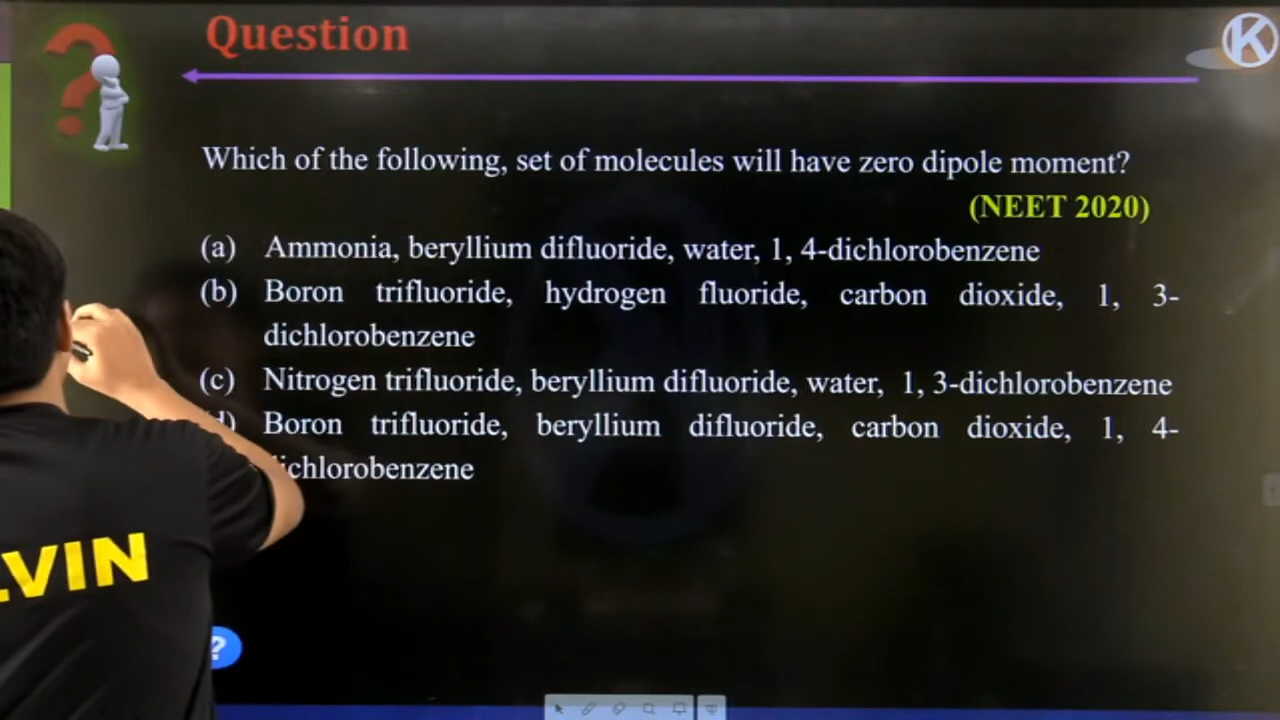 Question
Which of the following, set of molecules will have zero dipole moment?
(NEET 2020)
(a) Ammonia, beryllium difluoride, water, 1, 4-dichlorobenzene
(b) Boron trifluoride, hydrogen fluoride, carbon dioxide, 1, 3-
dichlorobenzene
(c) Nitrogen trifluoride, beryllium difluoride, water, 1, 3-dichlorobenzene
d) Boron trifluoride, beryllium difluoride, carbon dioxide, 1, 4-
ichlorobenzene
VIN
?
K